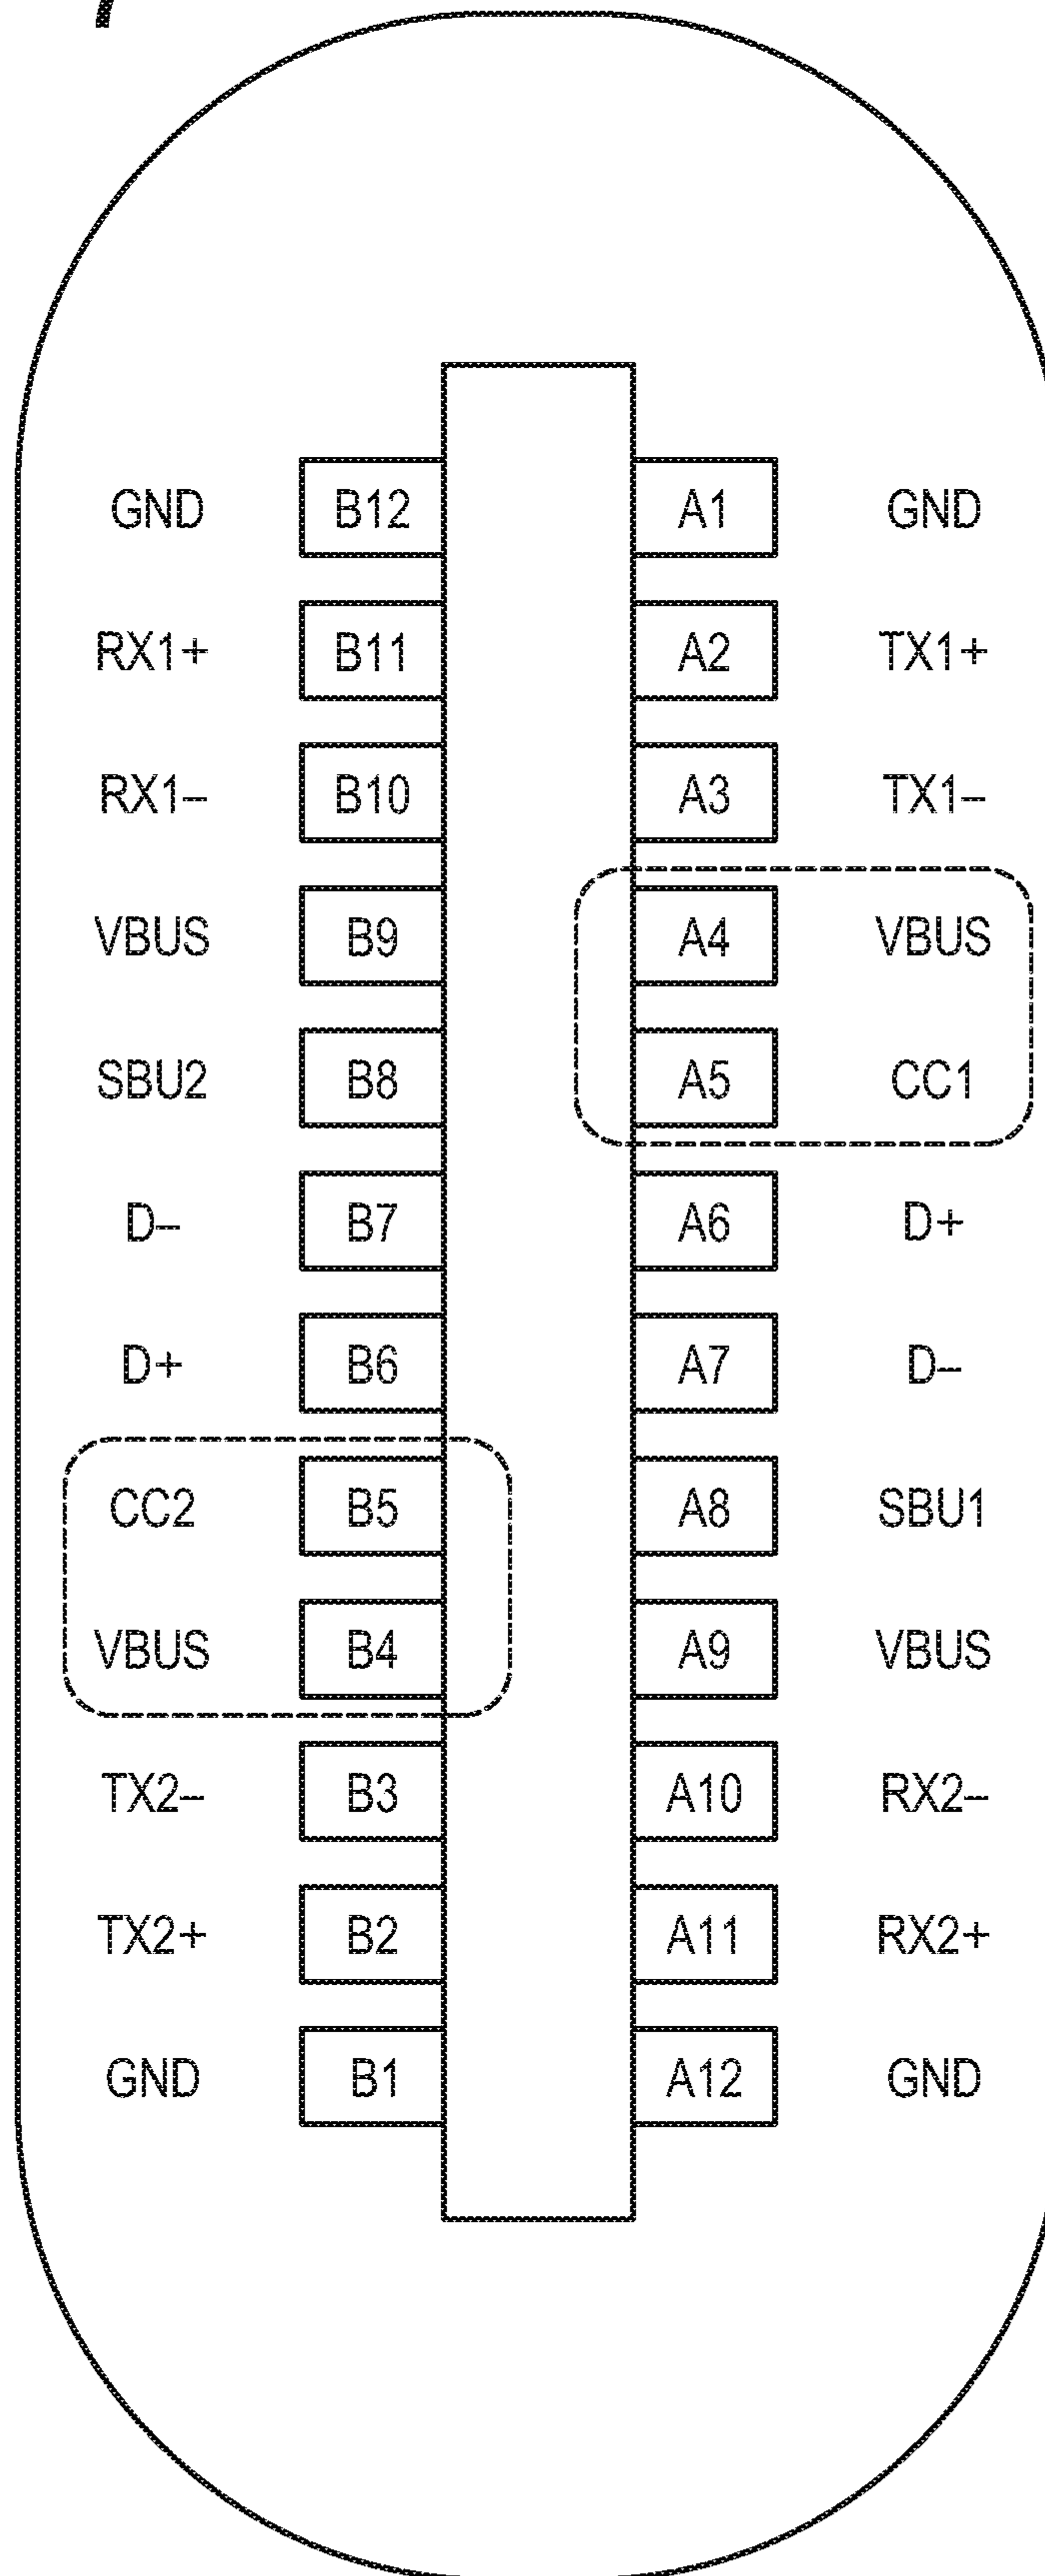 GND B12 A1 GND
RX1+ B11 A2 TX1+
RX1– B10 A3 TX1–
VBUS B9 A4 VBUS
SBU2 B8 A5 CC1
D– B7 A6 D+
D+ B6 A7 D–
CC2 B5 A8 SBU1
VBUS B4 A9 VBUS
TX2– B3 A10 RX2–
TX2+ B2 A11 RX2+
GND B1 A12 GND